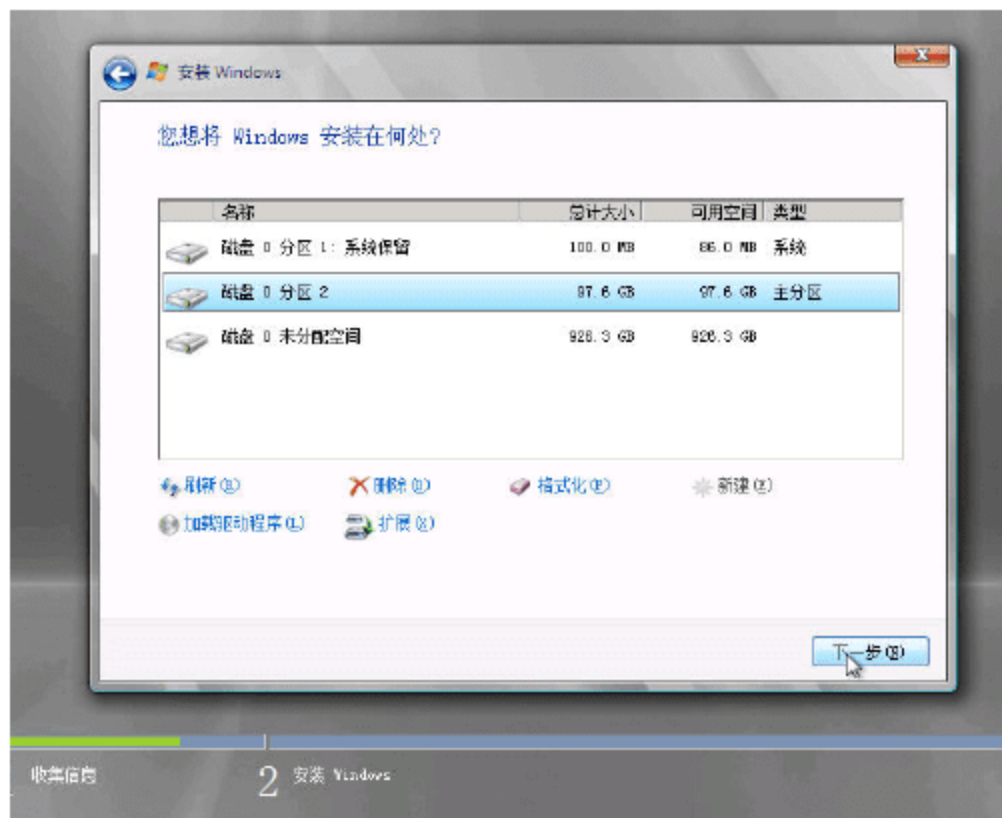 安装 Windows
您想将 Windows 安装在何处?
名称 总计大小 可用空间 类型
磁盘 0 分区 1: 系统保留 100.0 MB 86.0 MB 系统
磁盘 0 分区 2 97.6 GB 97.6 GB 主分区
磁盘 0 未分配空间 926.3 GB 926.3 GB
刷新(R) 删除(D) 格式化(F) 新建(E)
加载驱动程序(L) 扩展(X)
下一步(N)
收集信息 2 安装 Windows